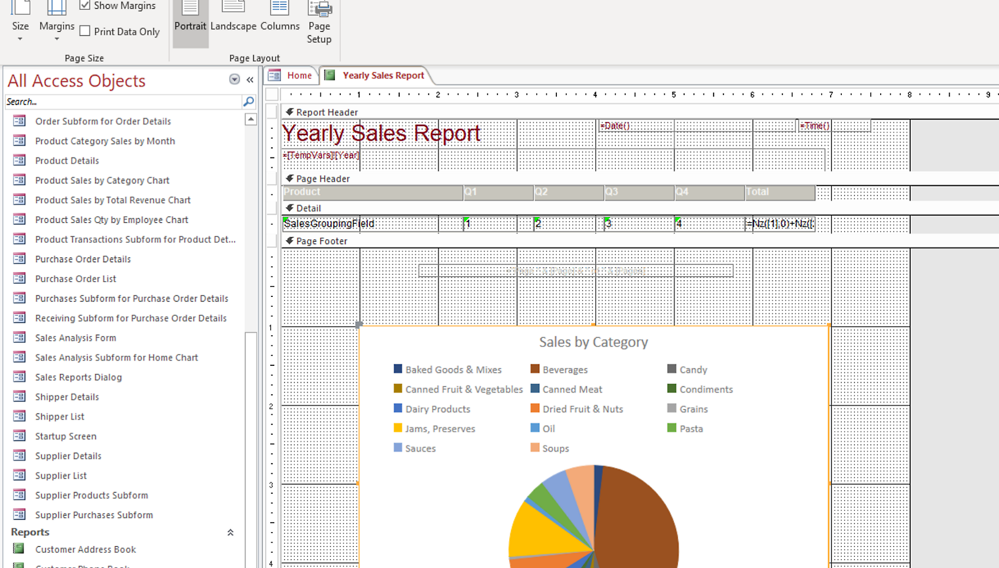 Size
Margins
Show Margins
Print Data Only
Page Size
Portrait
Landscape
Columns
Page
Setup
Page Layout
All Access Objects
Search...
Order Subform for Order Details
Product Category Sales by Month
Product Details
Product Sales by Category Chart
Product Sales by Total Revenue Chart
Product Sales Qty by Employee Chart
Product Transactions Subform for Product Det...
Purchase Order Details
Purchase Order List
Purchases Subform for Purchase Order Details
Receiving Subform for Purchase Order Details
Sales Analysis Form
Sales Analysis Subform for Home Chart
Sales Reports Dialog
Shipper Details
Shipper List
Startup Screen
Supplier Details
Supplier List
Supplier Products Subform
Supplier Purchases Subform
Reports
Customer Address Book
Customer Phone Book
Home
Yearly Sales Report
1 2 3 4 5 6 7 8 9
Report Header
Yearly Sales Report
=Date()
=Time()
=[TempVars]![Year]
Page Header
Product Q1 Q2 Q3 Q4 Total
Detail
SalesGroupingField 1 2 3 4 =Nz([1],0)+Nz([
Page Footer
="Page " & [Page] & " of " & [Pages]
1
2
3
4
Sales by Category
Baked Goods & Mixes Beverages Candy
Canned Fruit & Vegetables Canned Meat Condiments
Dairy Products Dried Fruit & Nuts Grains
Jams, Preserves Oil Pasta
Sauces Soups